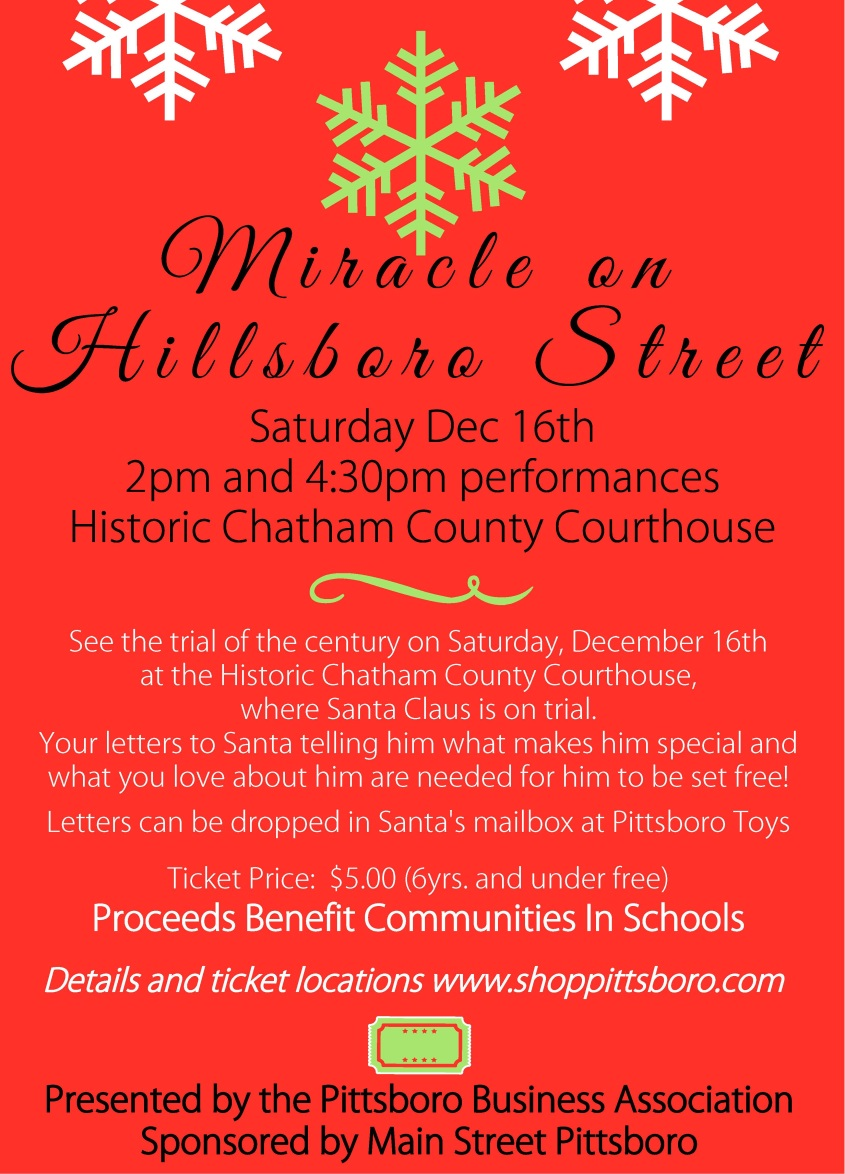 Miracle on
Hillsboro Street
Saturday Dec 16th
2pm and 4:30pm performances
Historic Chatham County Courthouse
See the trial of the century on Saturday, December 16th
at the Historic Chatham County Courthouse,
where Santa Claus is on trial.
Your letters to Santa telling him what makes him special and
what you love about him are needed for him to be set free!
Letters can be dropped in Santa's mailbox at Pittsboro Toys
Ticket Price:  $5.00 (6yrs. and under free)
Proceeds Benefit Communities In Schools
Details and ticket locations www.shoppittsboro.com
Presented by the Pittsboro Business Association
Sponsored by Main Street Pittsboro